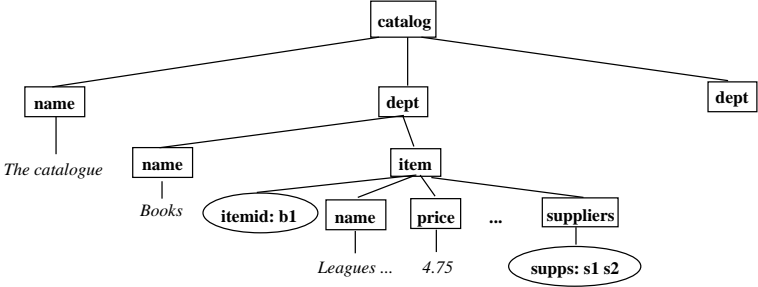 catalog
name
dept
dept
The catalogue
name
item
Books
itemid: b1
name
price
...
suppliers
Leagues ...
4.75
supps: s1 s2